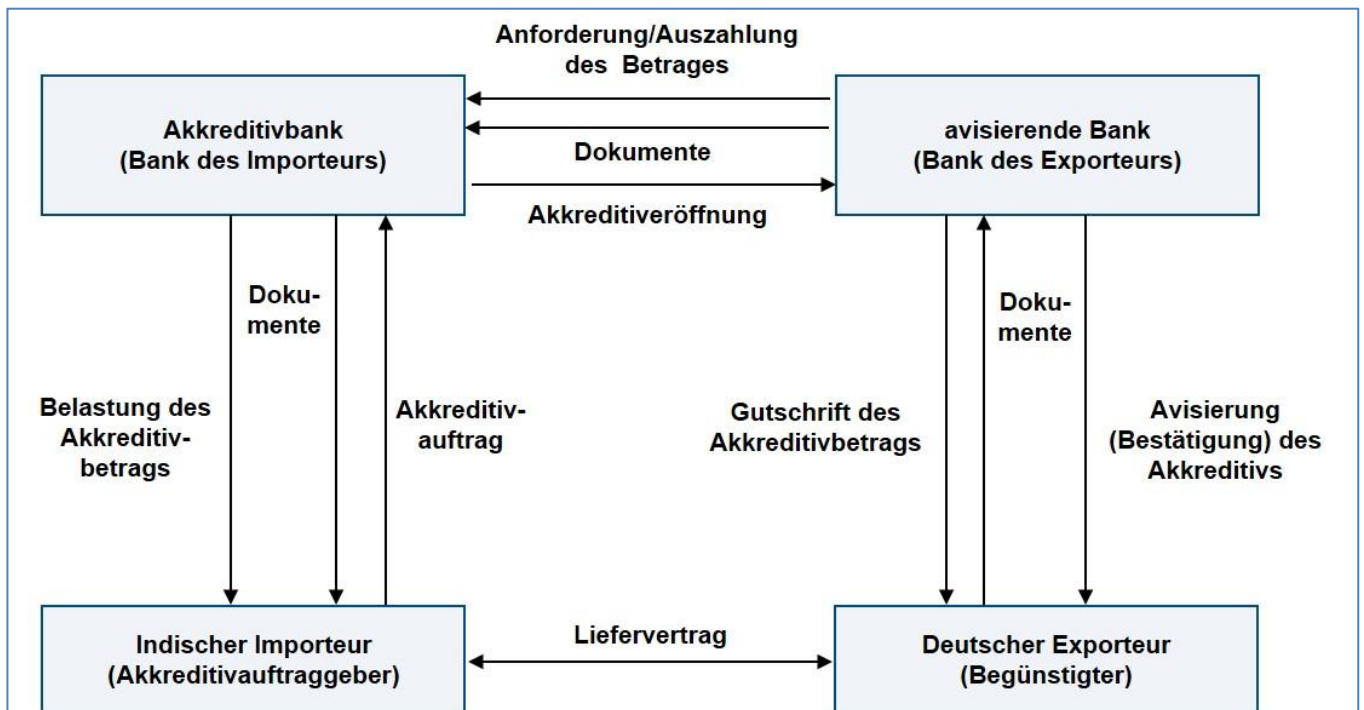 Anforderung/Auszahlung
des Betrages
Akkreditivbank
(Bank des Importeurs)
avisierende Bank
(Bank des Exporteurs)
Dokumente
Akkreditiveröffnung
Doku-
mente
Doku-
mente
Belastung des
Akkreditiv-
betrags
Akkreditiv-
auftrag
Gutschrift des
Akkreditivbetrags
Avisierung
(Bestätigung) des
Akkreditivs
Indischer Importeur
(Akkreditivauftraggeber)
Liefervertrag
Deutscher Exporteur
(Begünstigter)